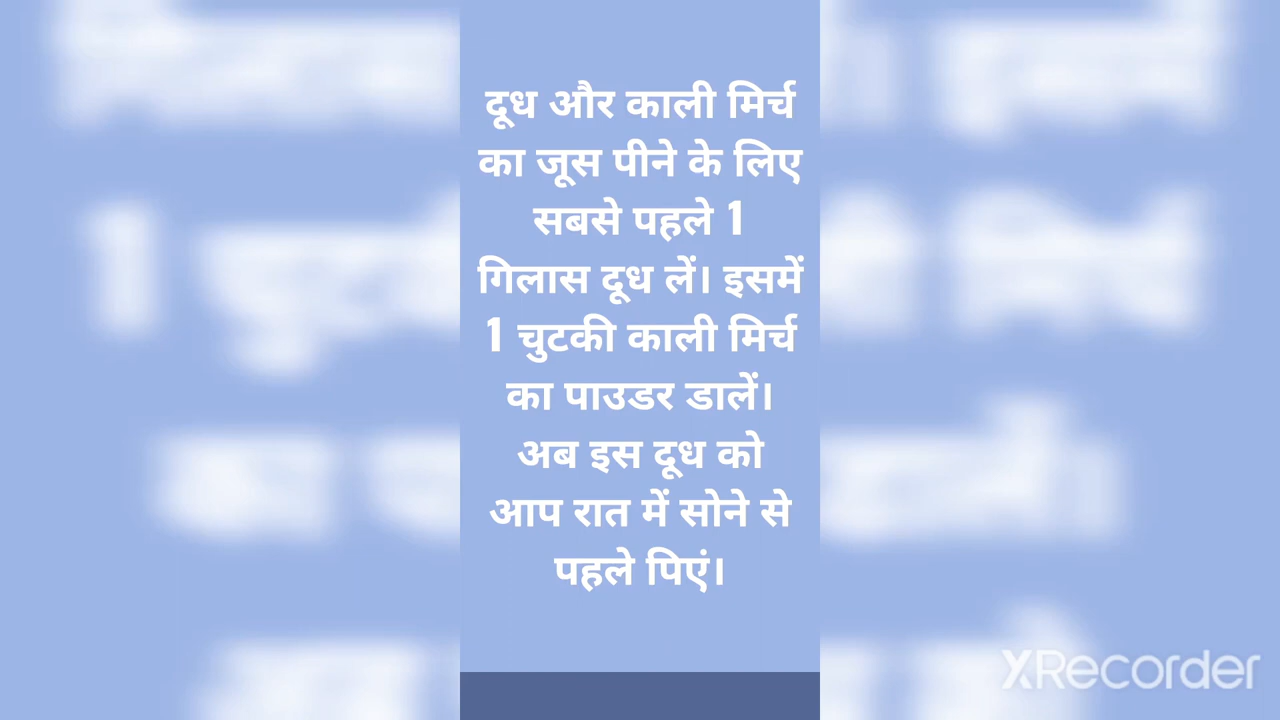 दूध और काली मिर्च
का जूस पीने के लिए
सबसे पहले 1
गिलास दूध लें। इसमें
1 चुटकी काली मिर्च
का पाउडर डालें।
अब इस दूध को
आप रात में सोने से
पहले पिएं।
XRecorder